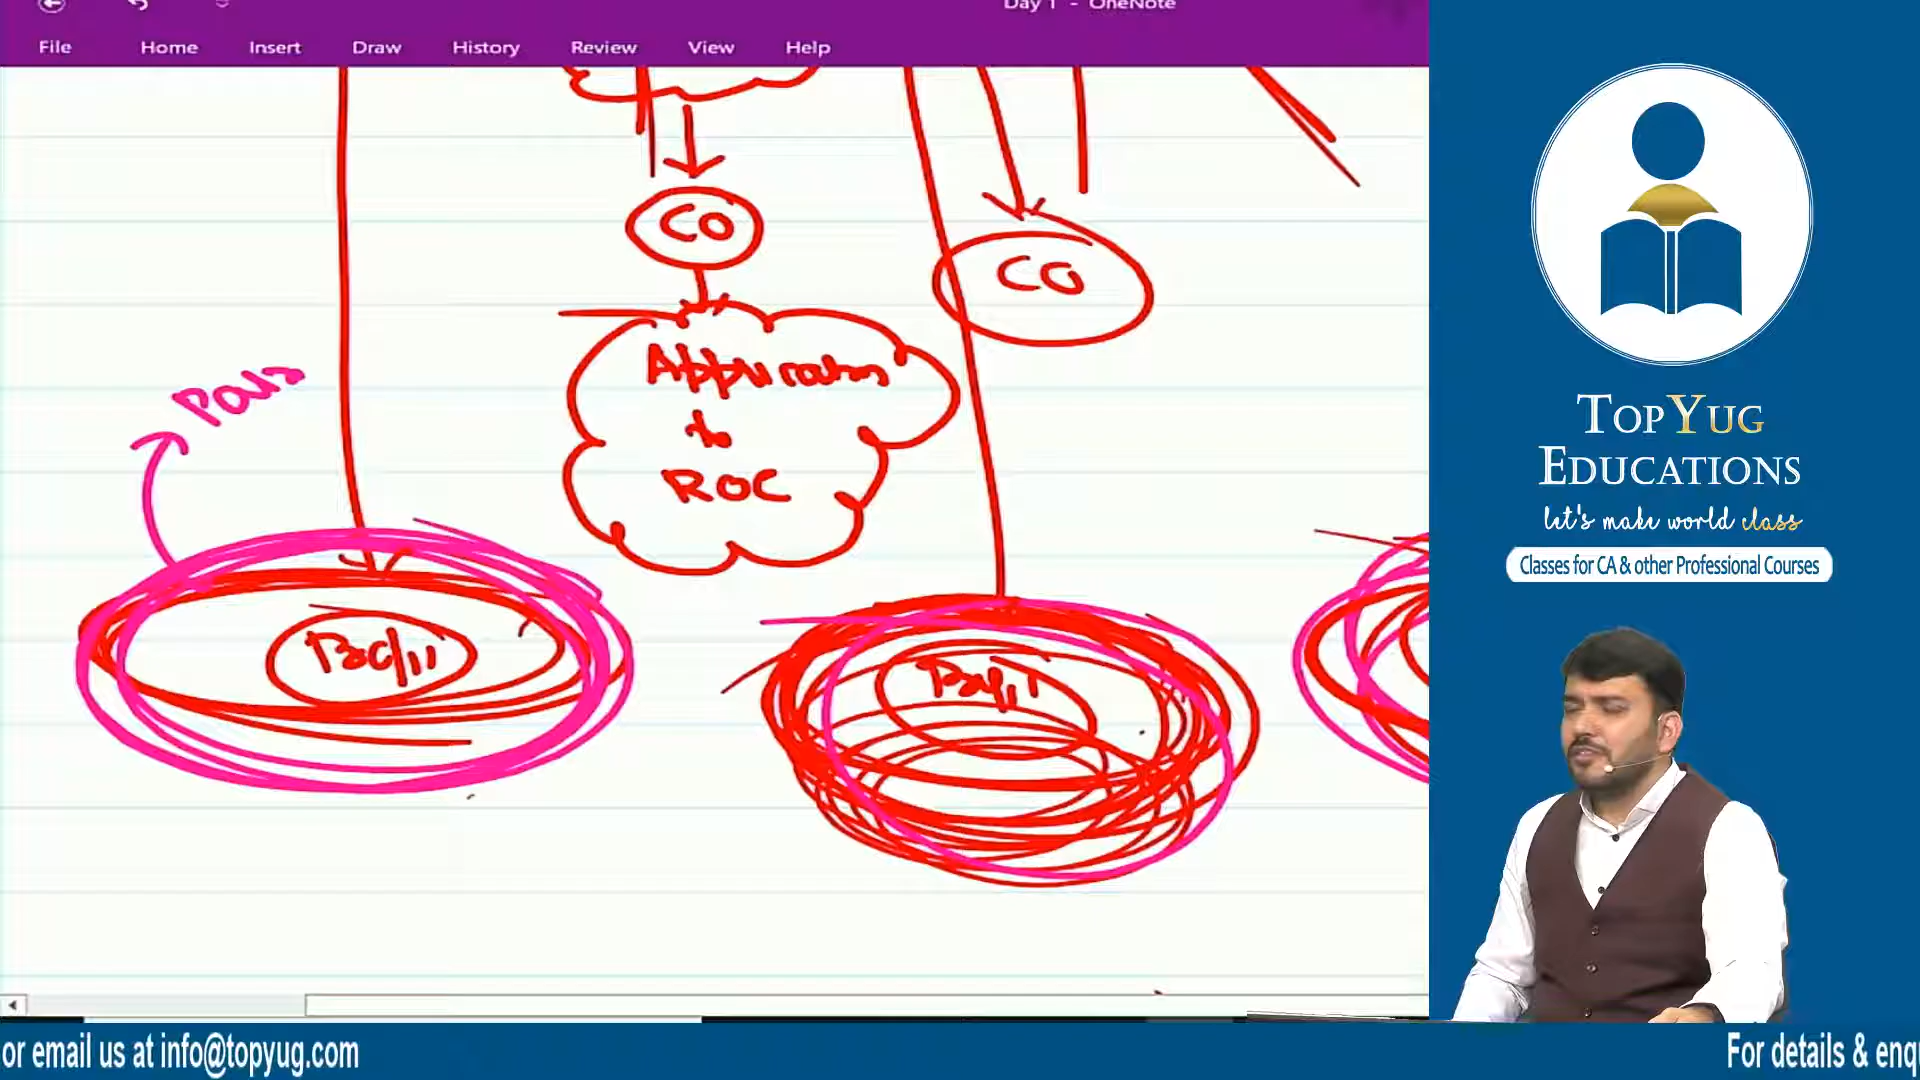 Day 1 - OneNote
File Home Insert Draw History Review View Help
CO
CO
to
ROC
TOPYUG
EDUCATIONS
let's make world class
Classes for CA & other Professional Courses
or email us at info@topyug.com
For details & enq